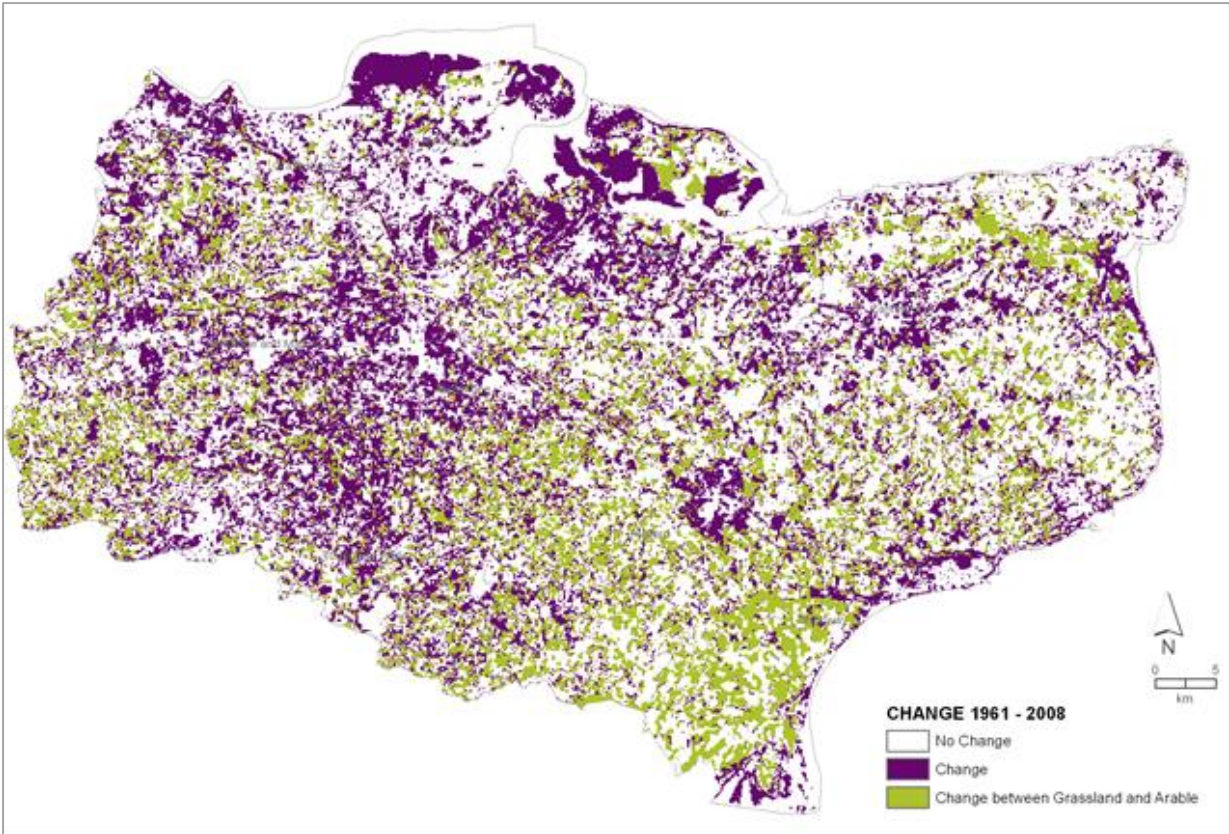 N
0 5
km
CHANGE 1961 - 2008
No Change
Change
Change between Grassland and Arable